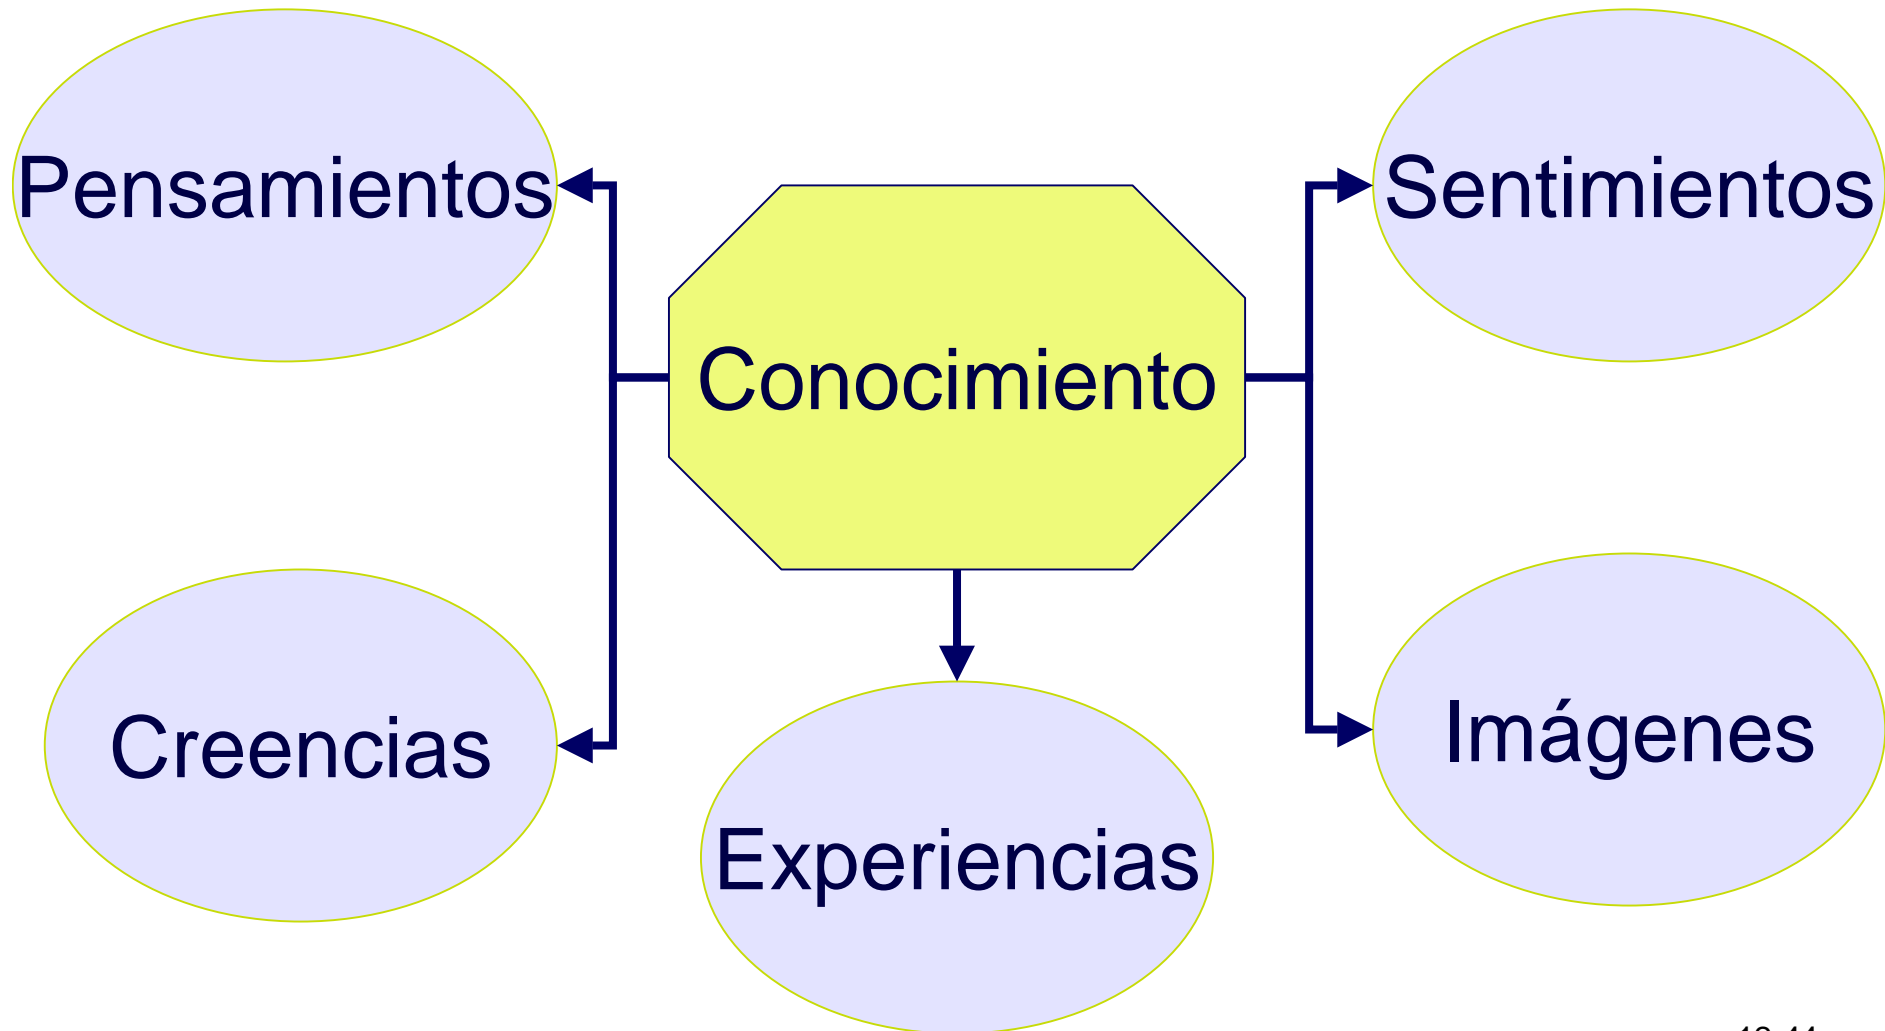 Pensamientos
Sentimientos
Conocimiento
Creencias
Imágenes
Experiencias